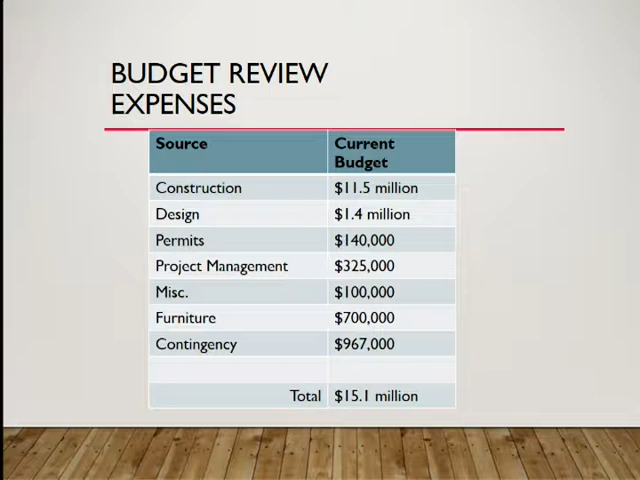 BUDGET REVIEW
EXPENSES
Source Current
Budget
Construction $11.5 million
Design $1.4 million
Permits $140,000
Project Management $325,000
Misc. $100,000
Furniture $700,000
Contingency $967,000
Total $15.1 million